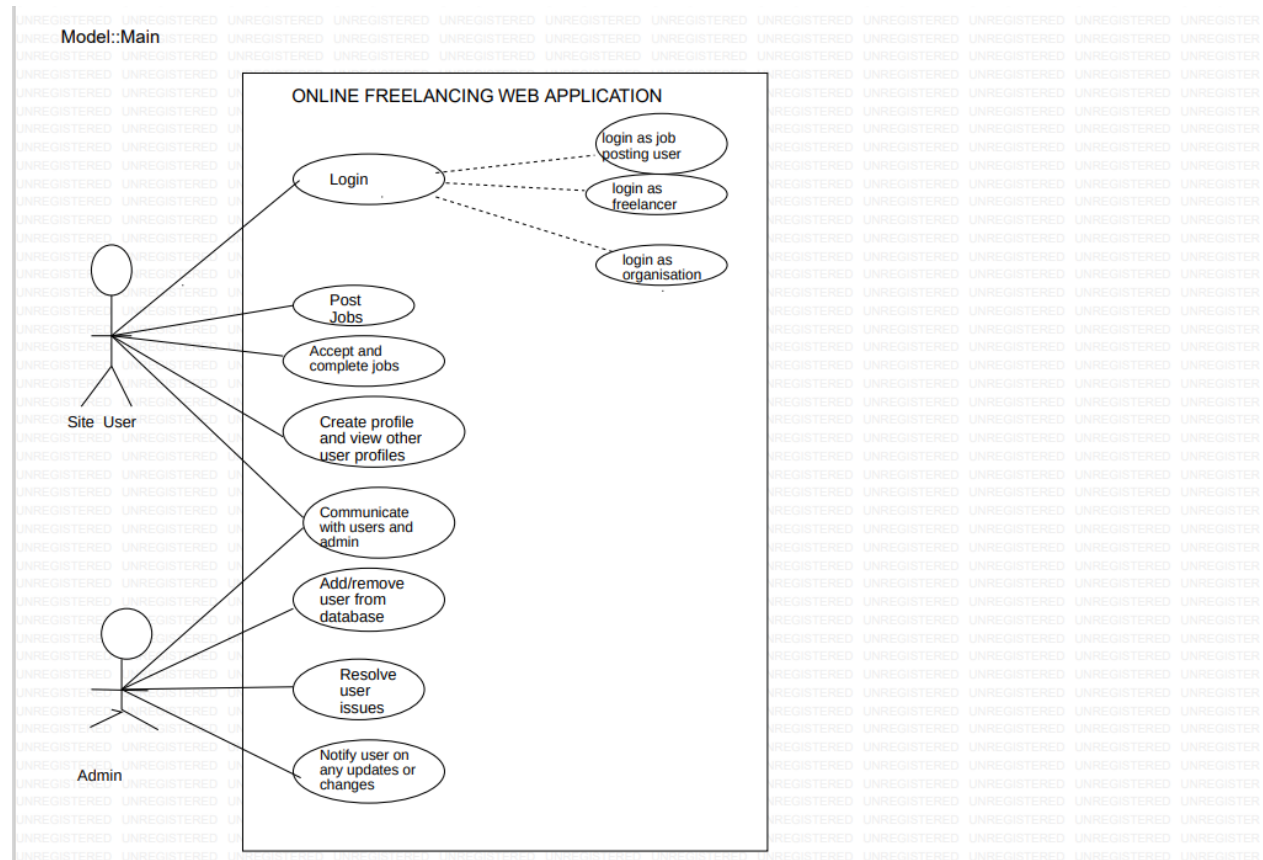 Model::Main
ONLINE FREELANCING WEB APPLICATION
login as job
posting user
Login
login as
freelancer
login as
organisation
Post
Jobs
Accept and
complete jobs
Site User
Create profile
and view other
user profiles
Communicate
with users and
admin
Add/remove
user from
database
Resolve
user
issues
Notify user on
any updates or
changes
Admin
UNREGISTERED